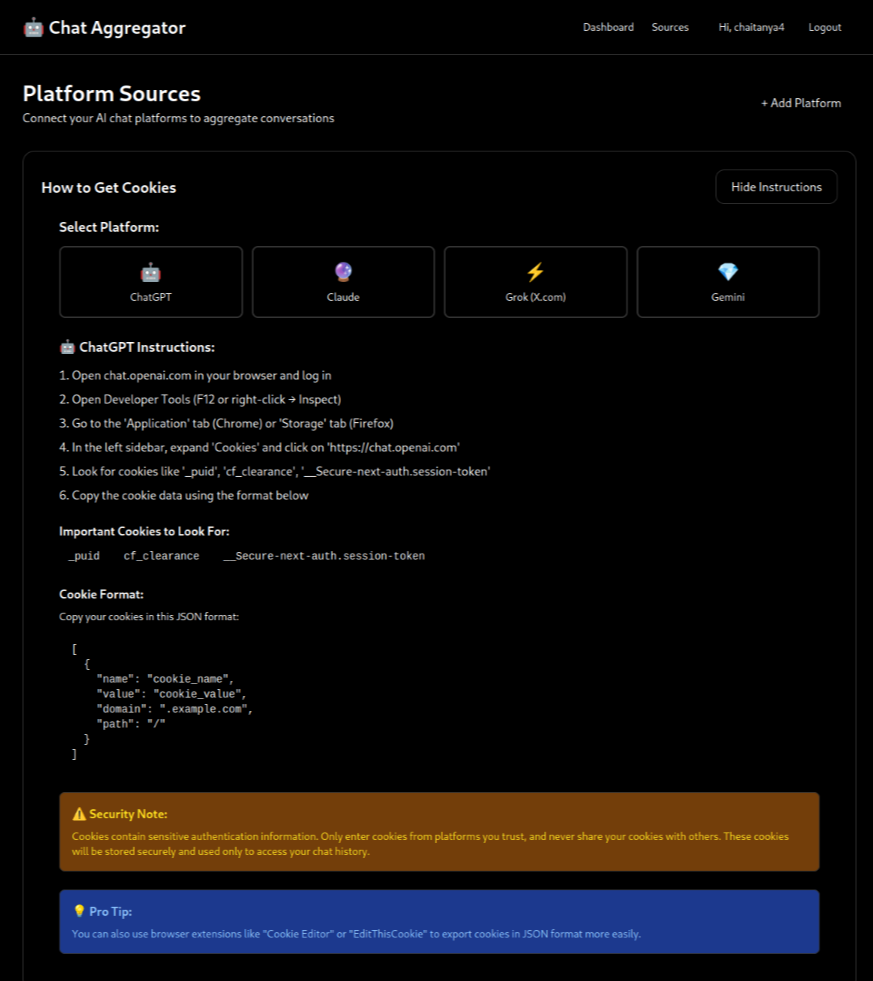 🤖 Chat Aggregator
Dashboard Sources Hi, chaitanya4 Logout
Platform Sources
Connect your AI chat platforms to aggregate conversations
+ Add Platform
How to Get Cookies
Hide Instructions
Select Platform:
ChatGPT
Claude
Grok (X.com)
Gemini
🤖 ChatGPT Instructions:
1. Open chat.openai.com in your browser and log in
2. Open Developer Tools (F12 or right-click → Inspect)
3. Go to the 'Application' tab (Chrome) or 'Storage' tab (Firefox)
4. In the left sidebar, expand 'Cookies' and click on 'https://chat.openai.com'
5. Look for cookies like '_puid', 'cf_clearance', '__Secure-next-auth.session-token'
6. Copy the cookie data using the format below
Important Cookies to Look For:
_puid cf_clearance __Secure-next-auth.session-token
Cookie Format:
Copy your cookies in this JSON format:
[
  {
    "name": "cookie_name",
    "value": "cookie_value",
    "domain": ".example.com",
    "path": "/"
  }
]
⚠️ Security Note:
Cookies contain sensitive authentication information. Only enter cookies from platforms you trust, and never share your cookies with others. These cookies
will be stored securely and used only to access your chat history.
💡 Pro Tip:
You can also use browser extensions like "Cookie Editor" or "EditThisCookie" to export cookies in JSON format more easily.